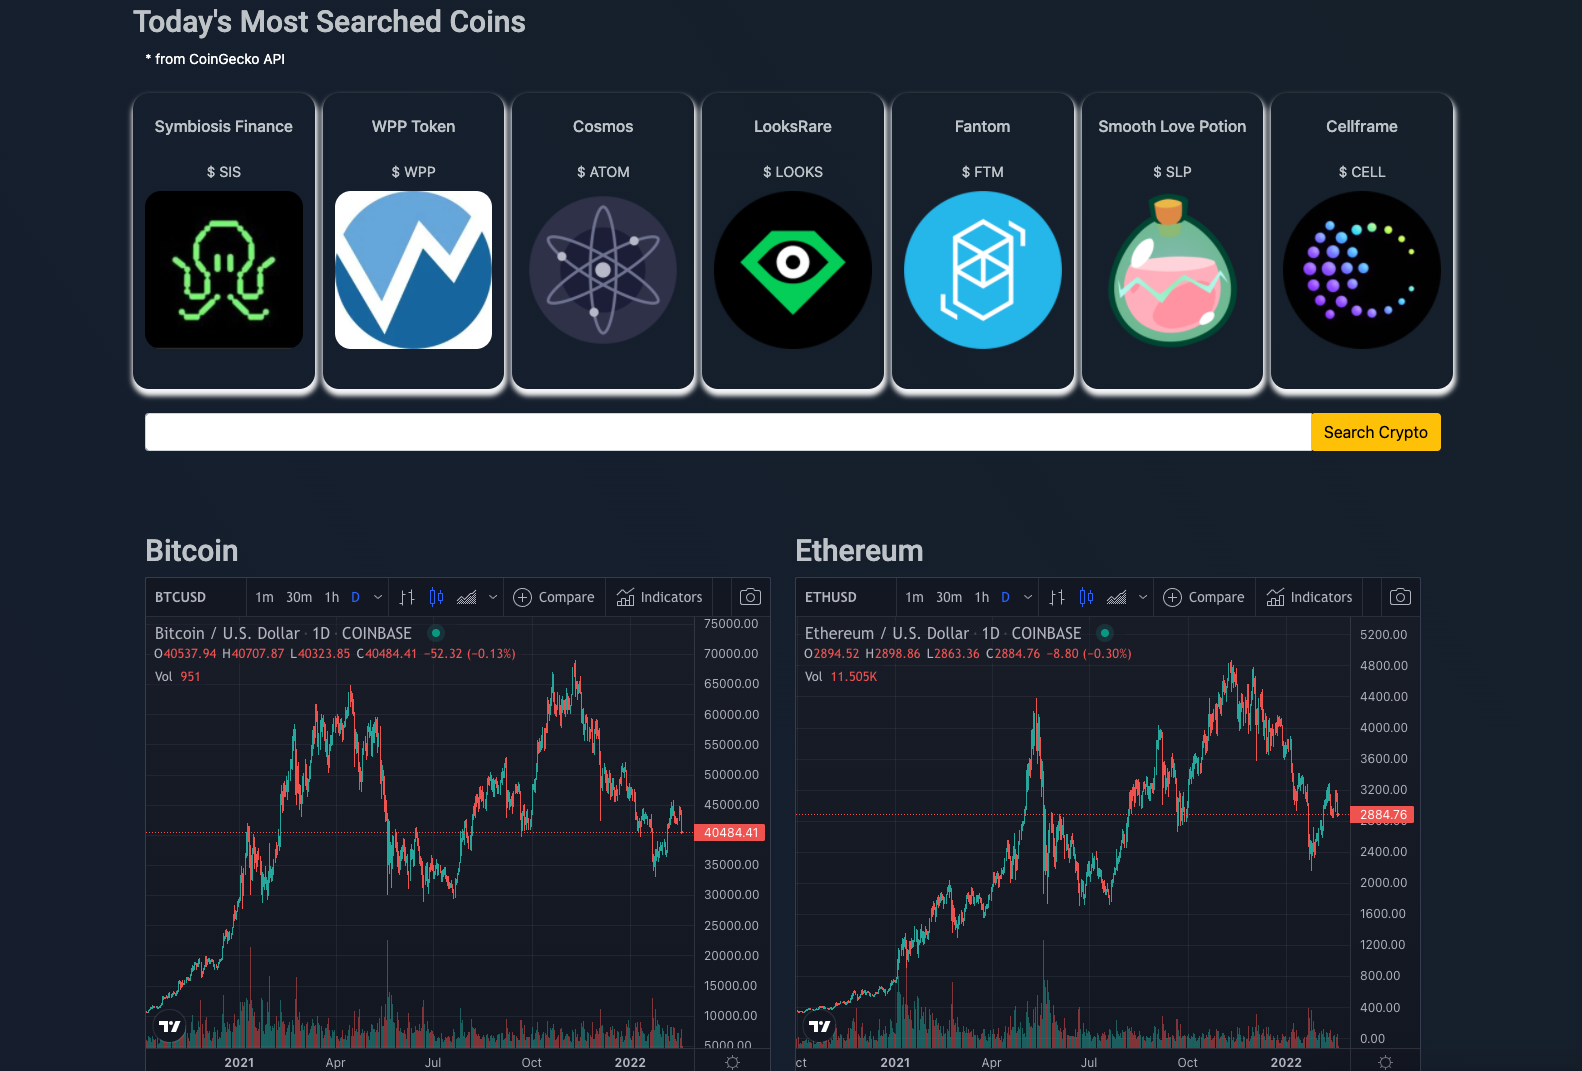 Today's Most Searched Coins
* from CoinGecko API
Symbiosis Finance
$ SIS
WPP Token
$ WPP
Cosmos
$ ATOM
LooksRare
$ LOOKS
Fantom
$ FTM
Smooth Love Potion
$ SLP
Cellframe
$ CELL
Search Crypto
Bitcoin
BTCUSD 1m 30m 1h D Compare Indicators
Bitcoin / U.S. Dollar · 1D · COINBASE
O40537.94 H40707.87 L40323.85 C40484.41 −52.32 (−0.13%)
Vol 951
75000.00
70000.00
65000.00
60000.00
55000.00
50000.00
45000.00
40484.41
35000.00
30000.00
25000.00
20000.00
15000.00
10000.00
5000.00
2021 Apr Jul Oct 2022
Ethereum
ETHUSD 1m 30m 1h D Compare Indicators
Ethereum / U.S. Dollar · 1D · COINBASE
O2894.52 H2898.86 L2863.36 C2884.76 −8.80 (−0.30%)
Vol 11.505K
5200.00
4800.00
4400.00
4000.00
3600.00
3200.00
2884.76
2400.00
2000.00
1600.00
1200.00
800.00
400.00
0.00
ct 2021 Apr Jul Oct 2022